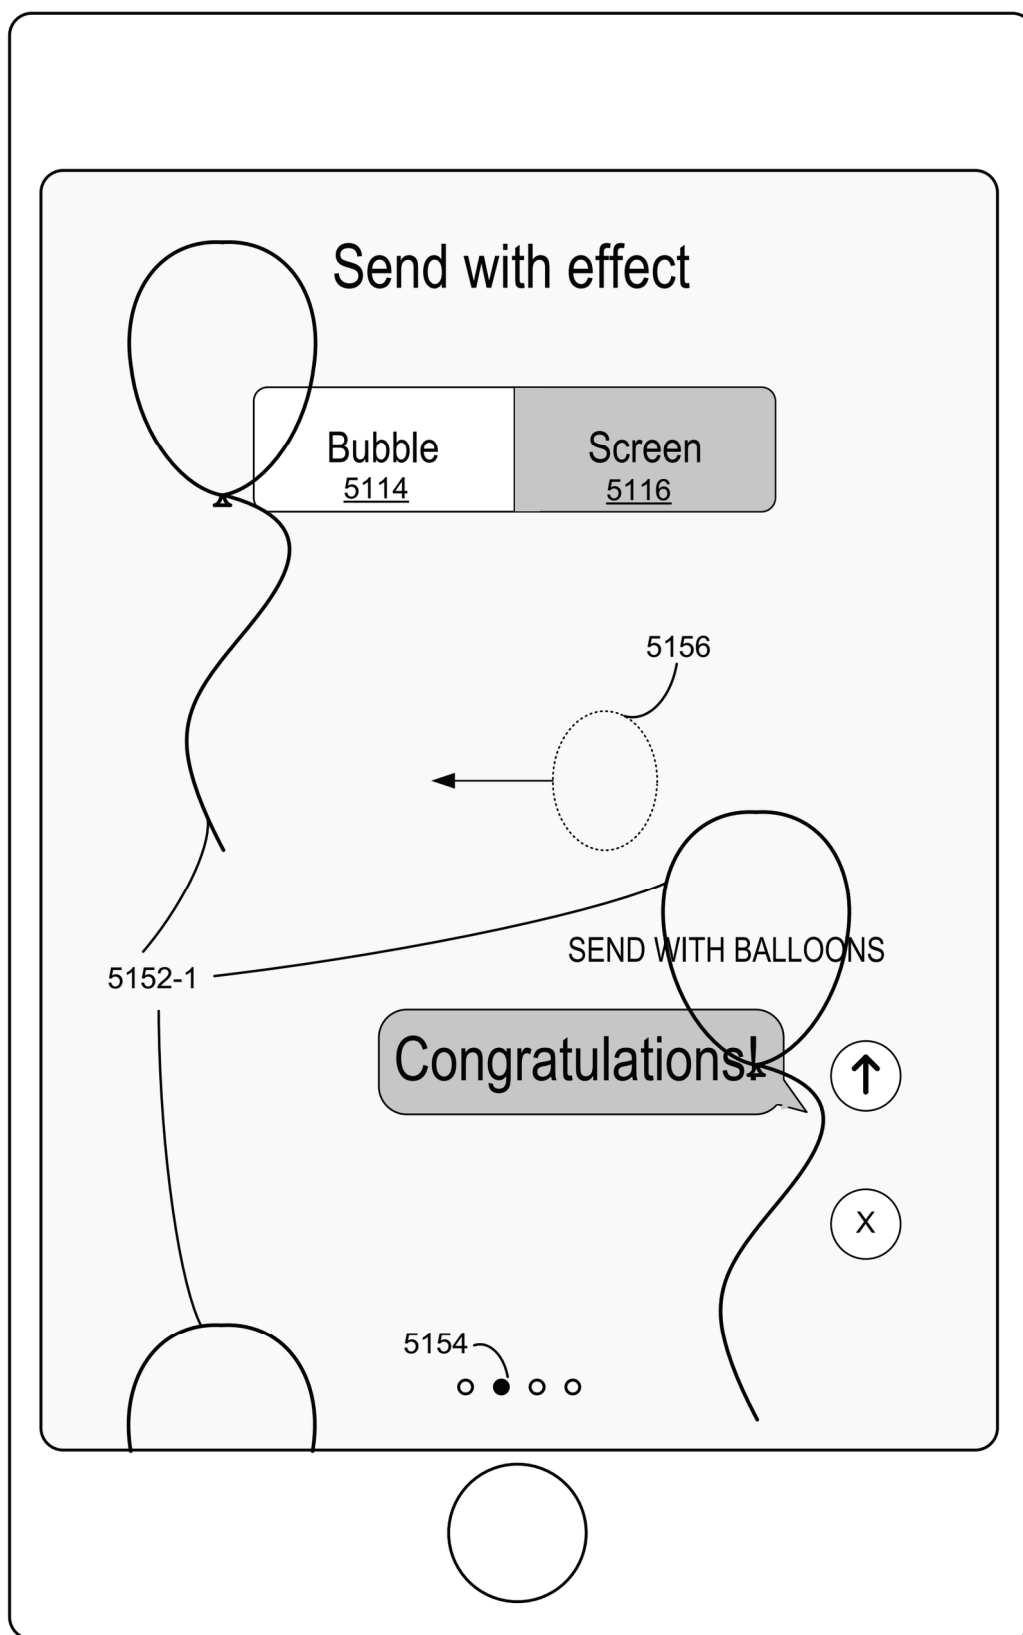 Send with effect
Bubble
5114
Screen
5116
5156
SEND WITH BALLOONS
5152-1
Congratulations!
X
5154